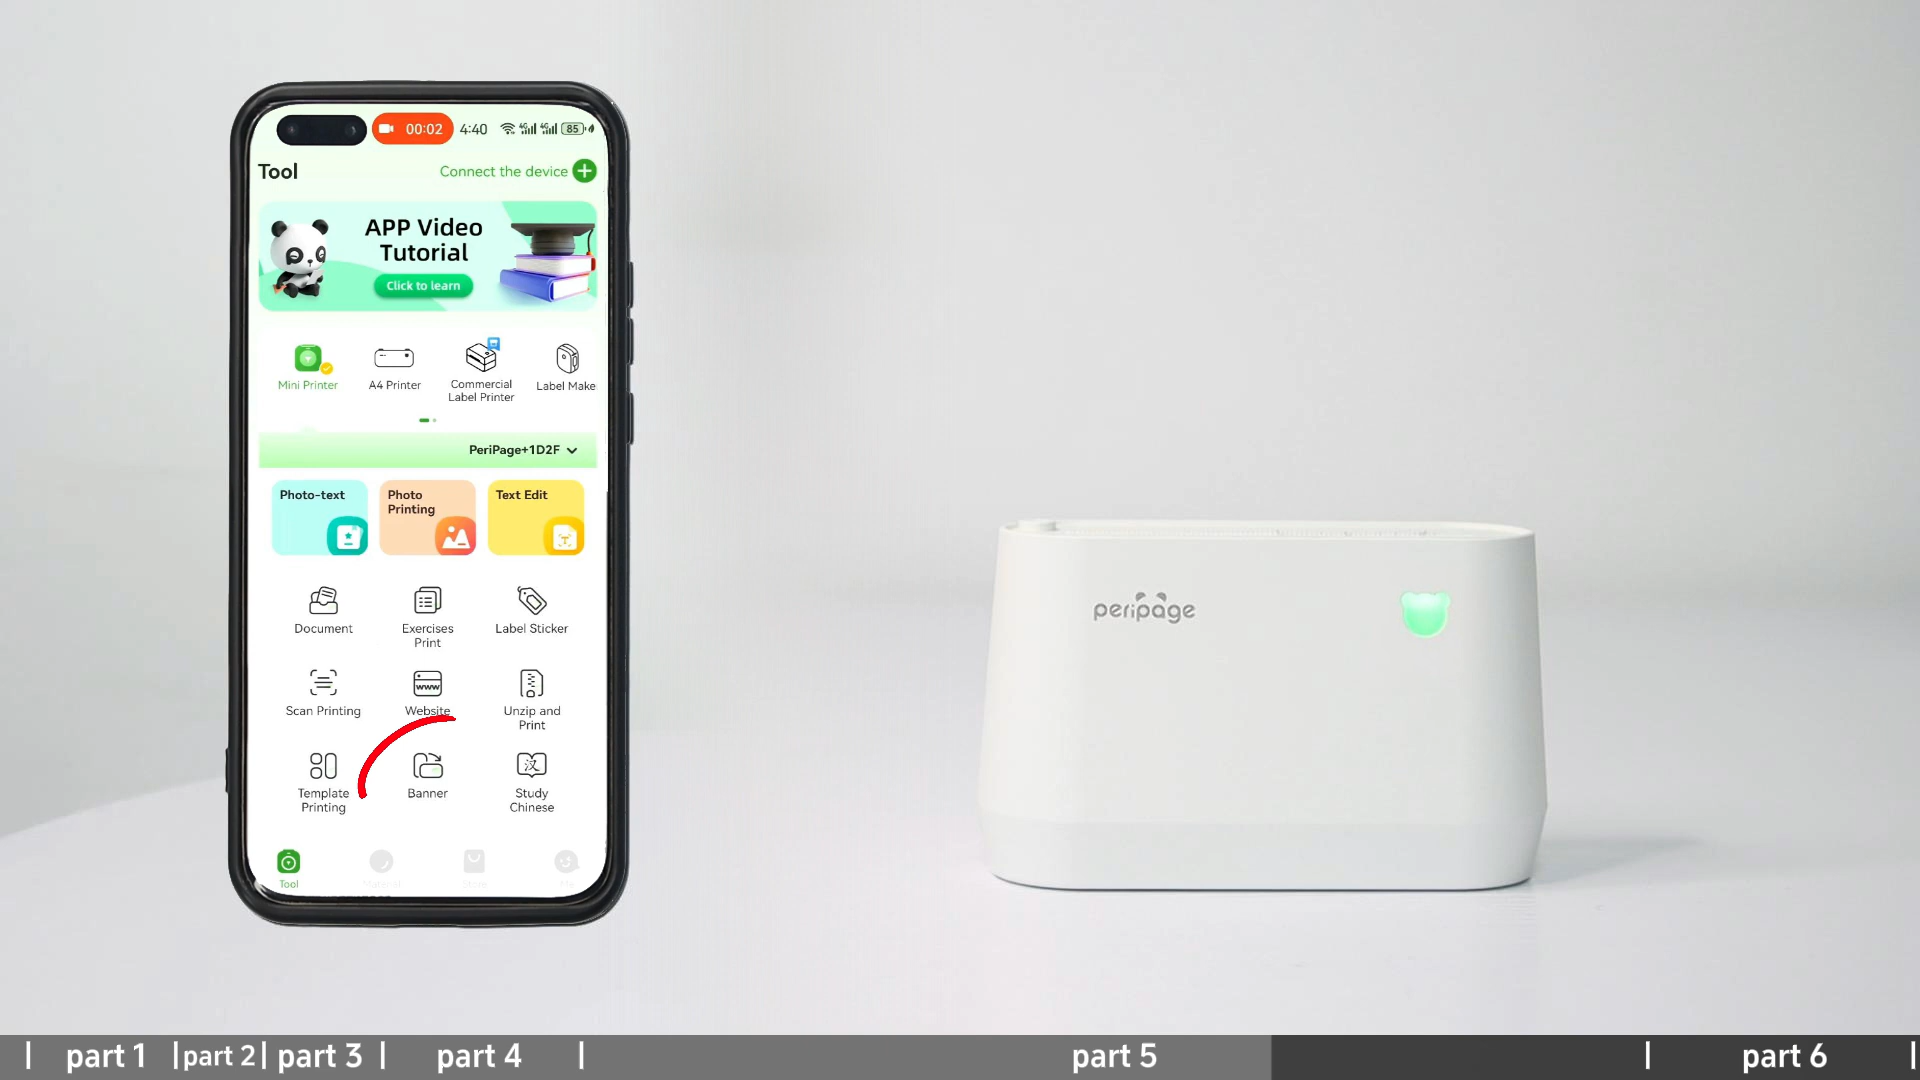 00:02 4:40 85
Tool
Connect the device
APP Video
Tutorial
Click to learn
Mini Printer
A4 Printer
Commercial
Label Printer
Label Make
PeriPage+1D2F
Photo-text
Photo
Printing
Text Edit
Document
Exercises
Print
Label Sticker
Scan Printing
Website
www
Unzip and
Print
Template
Printing
Banner
汉
Study
Chinese
Tool
peripage
part 1
part 2
part 3
part 4
part 5
part 6